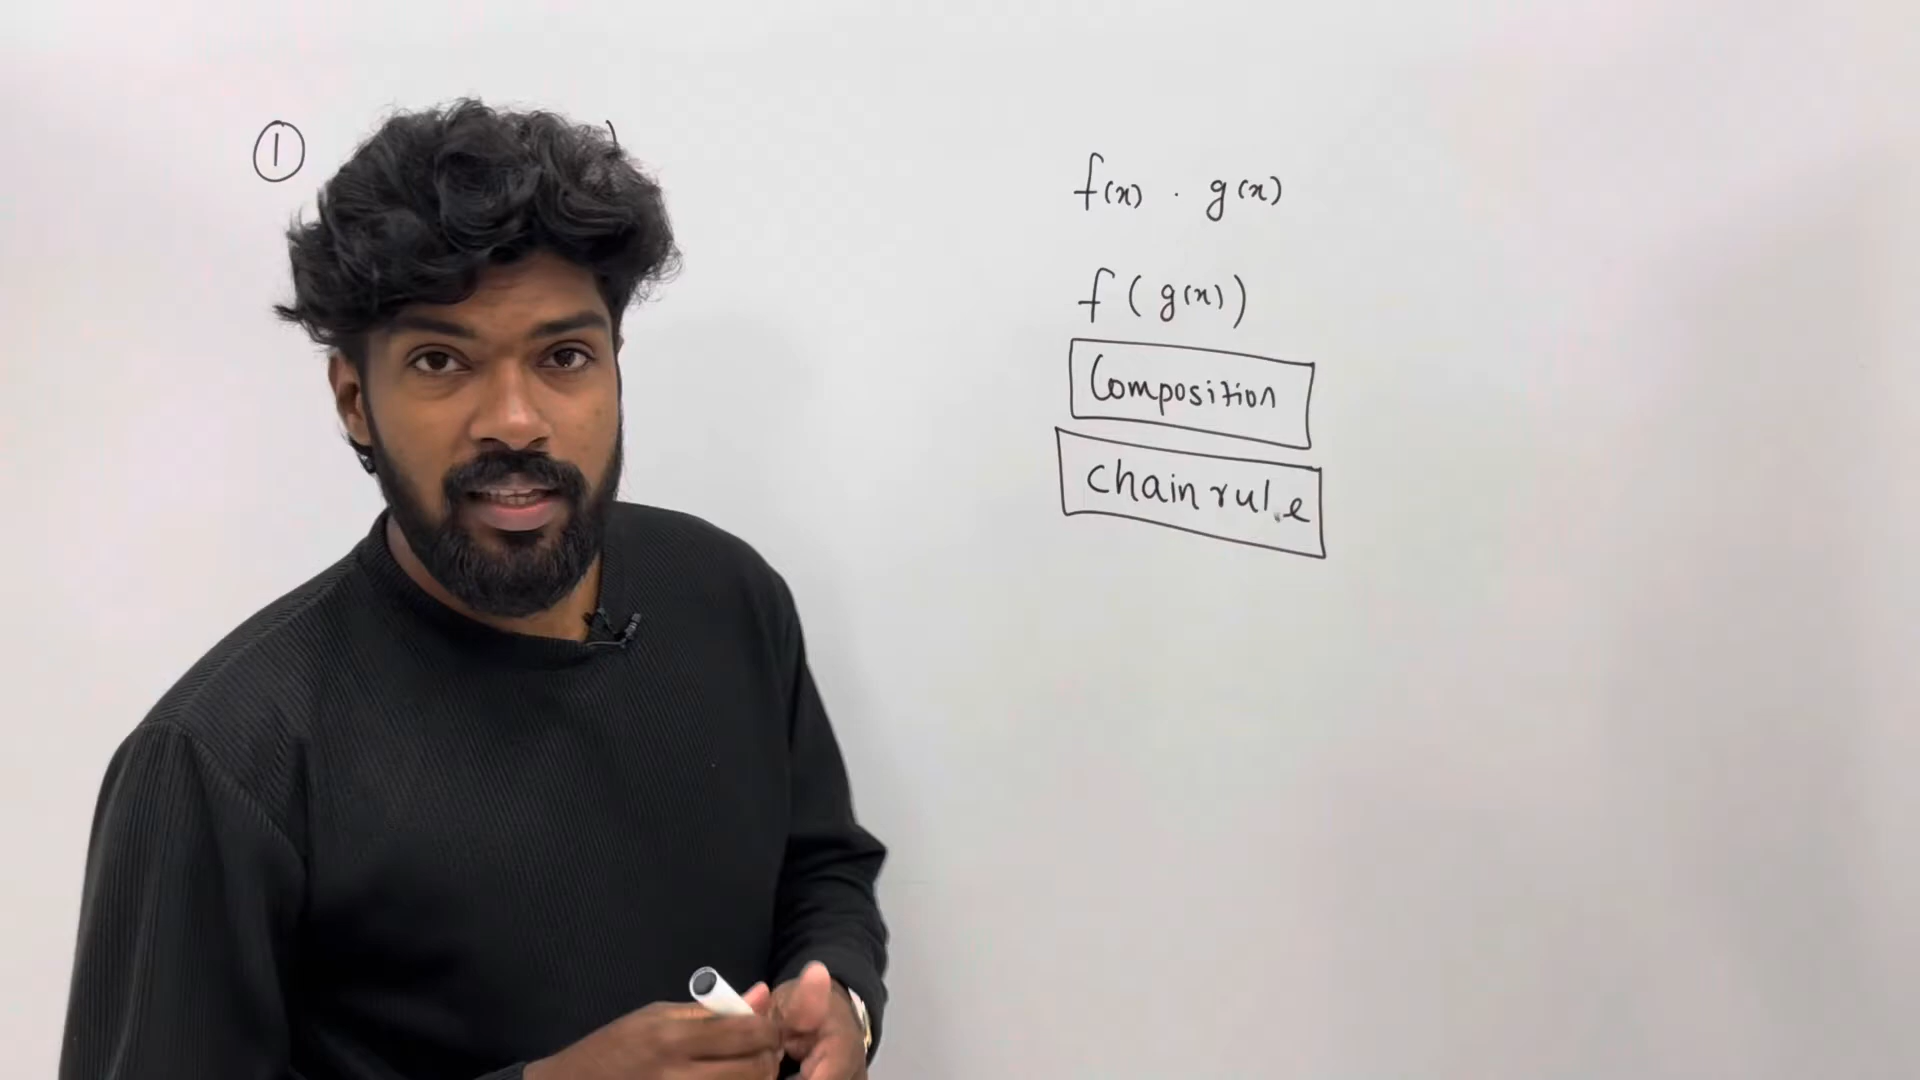 ①
f(x) . g(x)
f(g(x))
Composition
chain rule